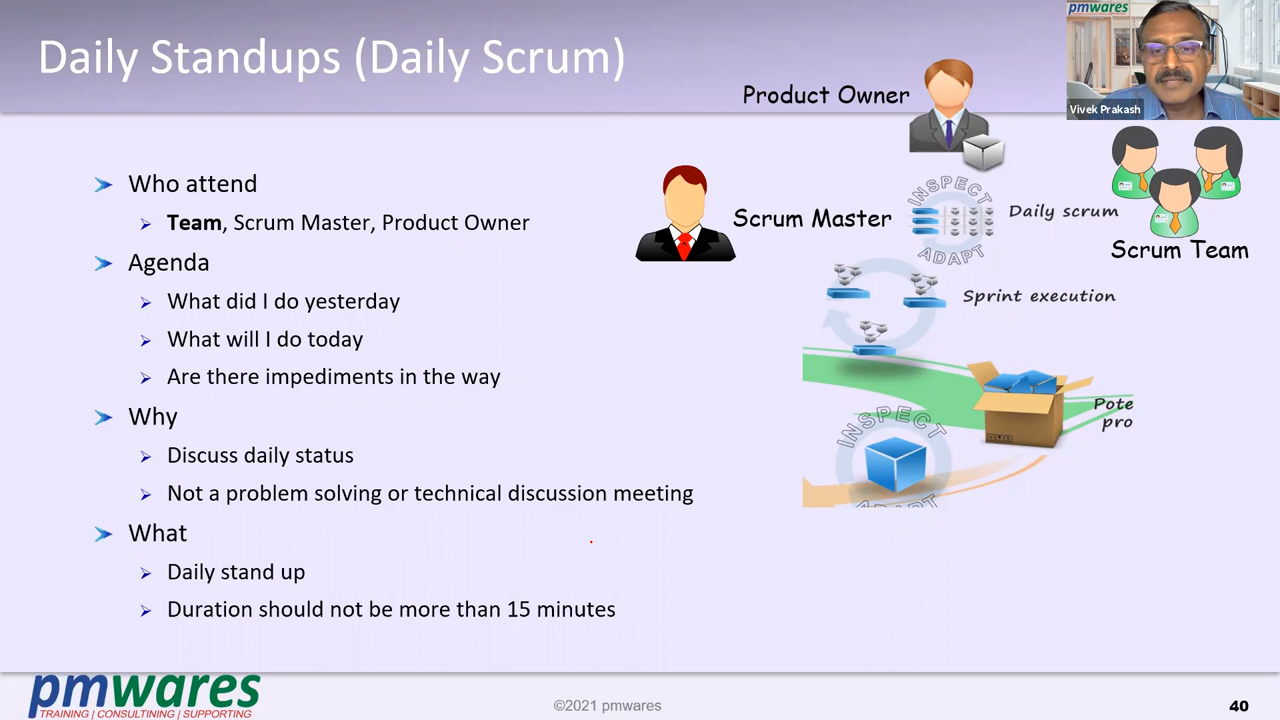 Daily Standups (Daily Scrum)
pmwares
Vivek Prakash
Product Owner
Scrum Master
INSPECT
Daily scrum
ADAPT
Scrum Team
Sprint execution
Pote
pro
INSPECT
ADAPT
Who attend
Team, Scrum Master, Product Owner
Agenda
What did I do yesterday
What will I do today
Are there impediments in the way
Why
Discuss daily status
Not a problem solving or technical discussion meeting
What
Daily stand up
Duration should not be more than 15 minutes
pmwares
TRAINING | CONSULTINING | SUPPORTING
©2021 pmwares
40